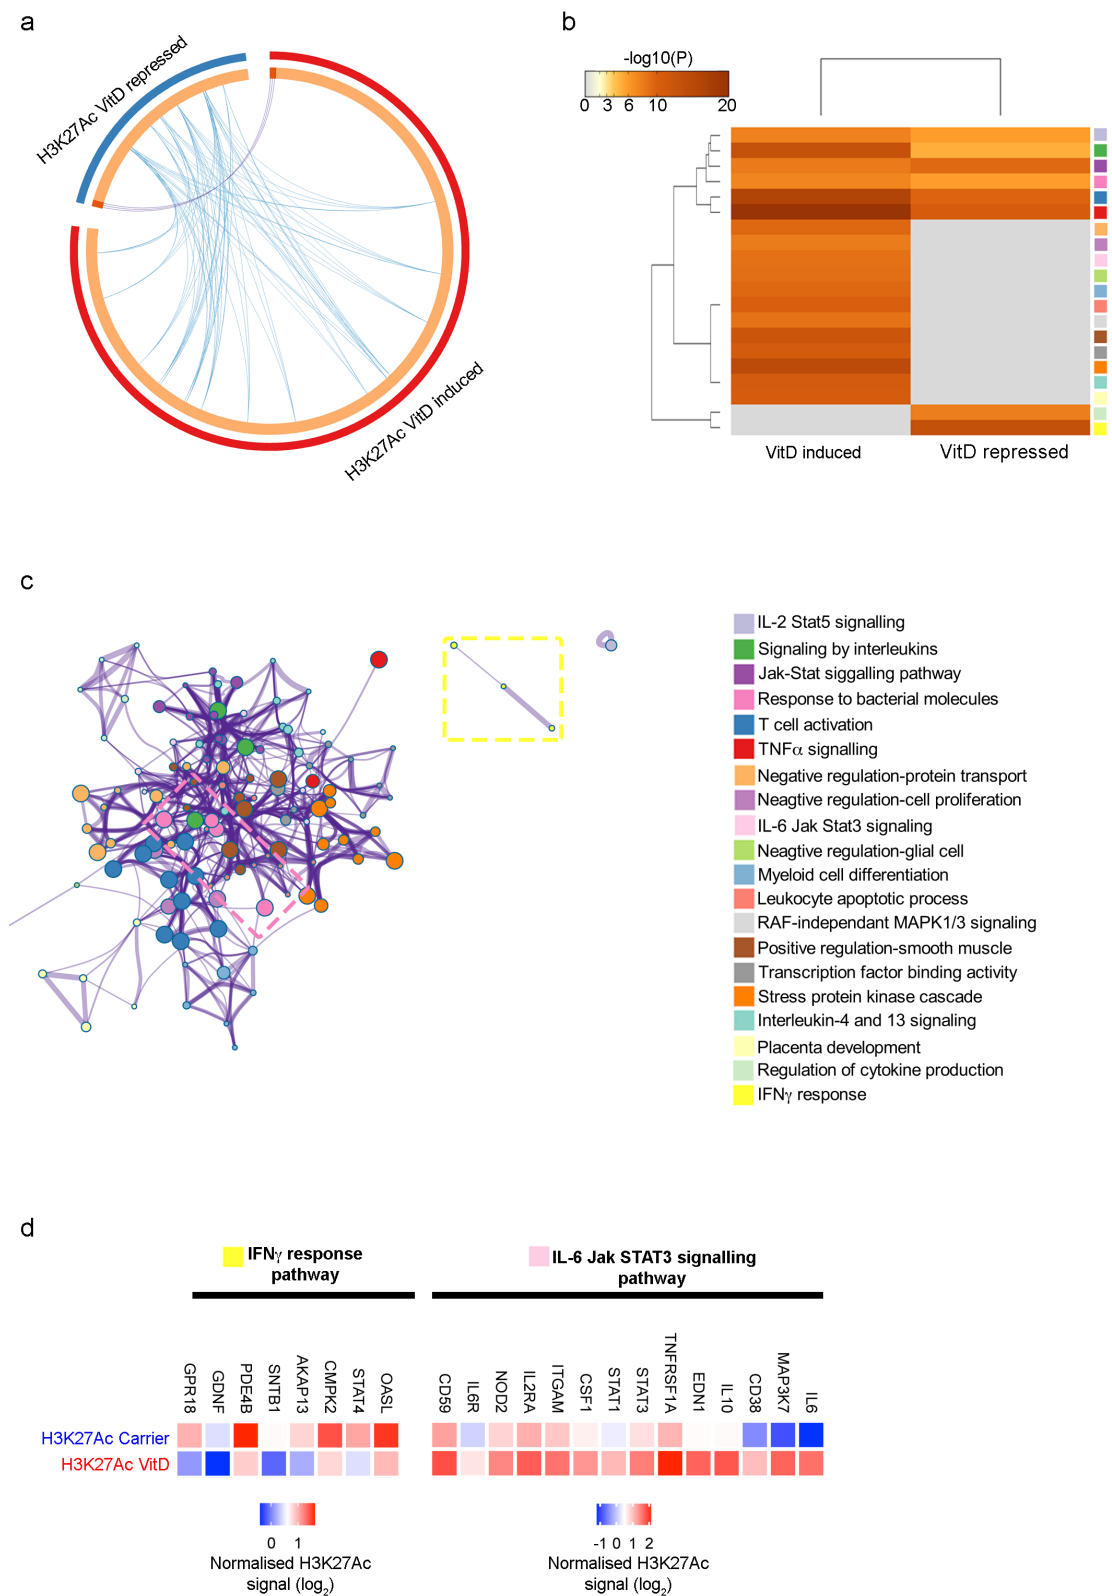 a
H3K27Ac VitD repressed
H3K27Ac VitD induced
b
-log10(P)
0 3 6 10 20
VitD induced
VitD repressed
c
IL-2 Stat5 signalling
Signaling by interleukins
Jak-Stat siggalling pathway
Response to bacterial molecules
T cell activation
TNFα signalling
Negative regulation-protein transport
Neagtive regulation-cell proliferation
IL-6 Jak Stat3 signaling
Neagtive regulation-glial cell
Myeloid cell differentiation
Leukocyte apoptotic process
RAF-independant MAPK1/3 signaling
Positive regulation-smooth muscle
Transcription factor binding activity
Stress protein kinase cascade
Interleukin-4 and 13 signaling
Placenta development
Regulation of cytokine production
IFNγ response
d
IFNγ response
pathway
IL-6 Jak STAT3 signalling
pathway
GPR18
GDNF
PDE4B
SNTB1
AKAP13
CMPK2
STAT4
OASL
CD59
IL6R
NOD2
IL2RA
ITGAM
CSF1
STAT1
STAT3
TNFRSF1A
EDN1
IL10
CD38
MAP3K7
IL6
H3K27Ac Carrier
H3K27Ac VitD
0 1
Normalised H3K27Ac
signal (log2)
-1 0 1 2
Normalised H3K27Ac
signal (log2)